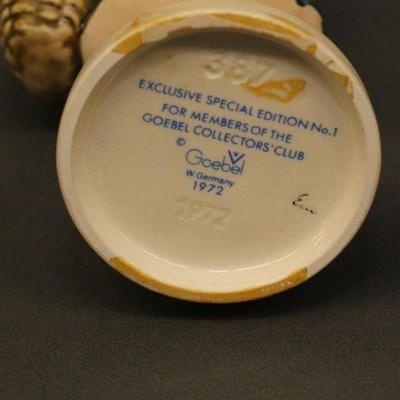 387
EXCLUSIVE SPECIAL EDITION No. 1
FOR MEMBERS OF THE
GOEBEL COLLECTORS' CLUB
© Goebel
W. Germany
1972
1972